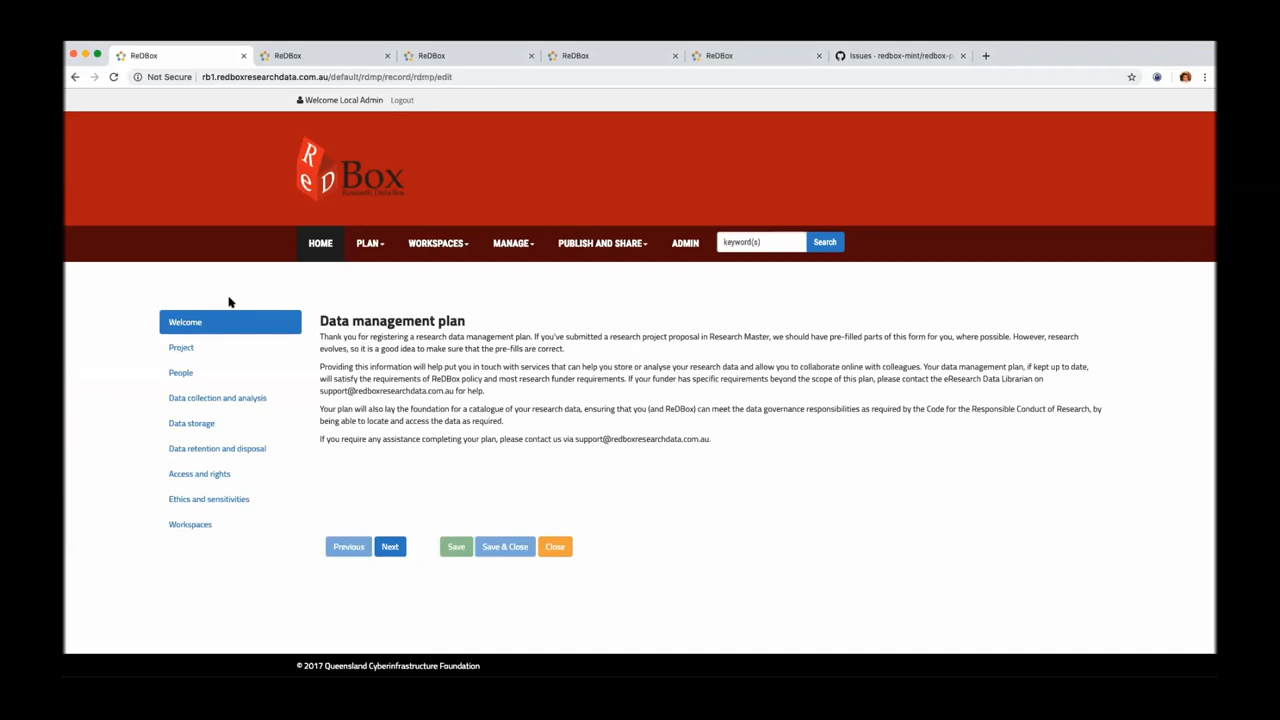 ReDBox
ReDBox
ReDBox
ReDBox
ReDBox
Issues · redbox-mint/redbox-p
Not Secure | rb1.redboxresearchdata.com.au/default/rdmp/record/rdmp/edit
Welcome Local Admin Logout
ReD Box
Research Data Box
HOME PLAN WORKSPACES MANAGE PUBLISH AND SHARE ADMIN keyword(s) Search
Welcome
Project
People
Data collection and analysis
Data storage
Data retention and disposal
Access and rights
Ethics and sensitivities
Workspaces
Data management plan
Thank you for registering a research data management plan. If you've submitted a research project proposal in Research Master, we should have pre-filled parts of this form for you, where possible. However, research
evolves, so it is a good idea to make sure that the pre-fills are correct.
Providing this information will help put you in touch with services that can help you store or analyse your research data and allow you to collaborate online with colleagues. Your data management plan, if kept up to date,
will satisfy the requirements of ReDBox policy and most research funder requirements. If your funder has specific requirements beyond the scope of this plan, please contact the eResearch Data Librarian on
support@redboxresearchdata.com.au for help.
Your plan will also lay the foundation for a catalogue of your research data, ensuring that you (and ReDBox) can meet the data governance responsibilities as required by the Code for the Responsible Conduct of Research, by
being able to locate and access the data as required.
If you require any assistance completing your plan, please contact us via support@redboxresearchdata.com.au.
Previous Next Save Save & Close Close
© 2017 Queensland Cyberinfrastructure Foundation